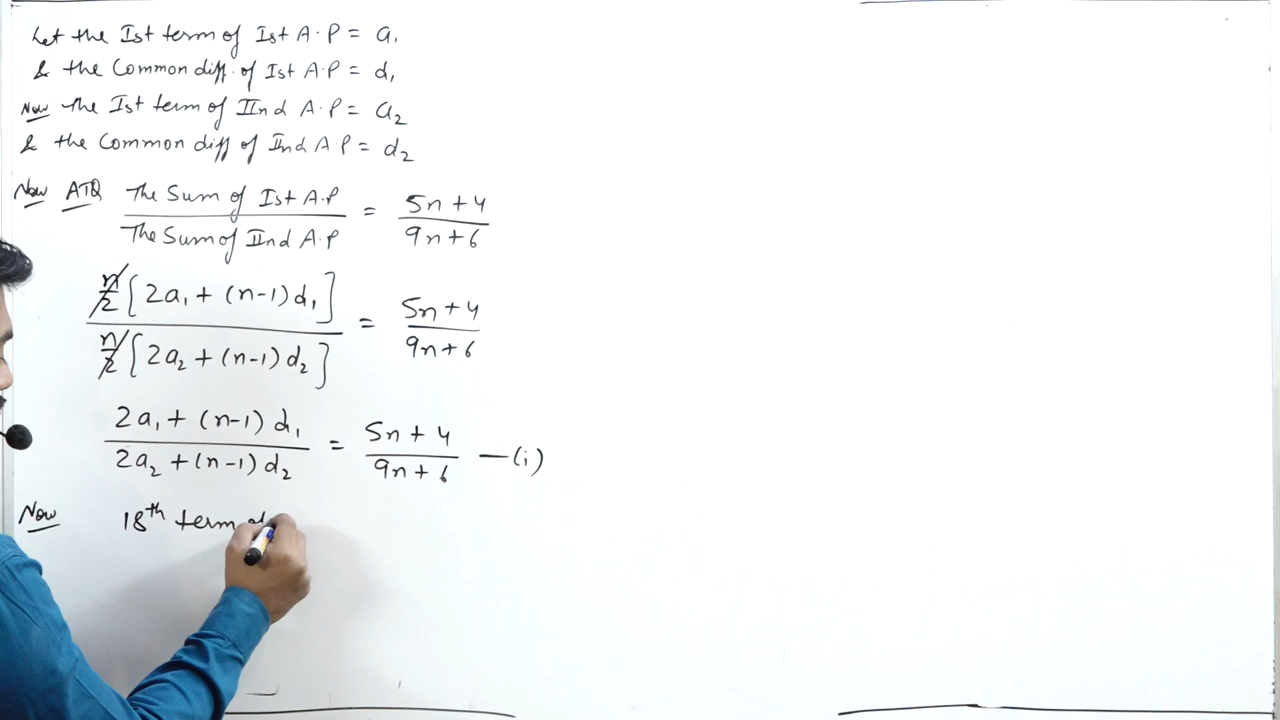 Let the Ist term of Ist A.P = a₁
& the Common diff. of Ist A.P = d₁
Now the Ist term of IInd A.P = a₂
& the Common diff of IInd A.P = d₂
Now ATQ The Sum of Ist A.P / The Sum of IInd A.P = 5n+4 / 9n+6
n/2 [2a₁ + (n-1)d₁] / n/2 [2a₂ + (n-1)d₂] = 5n+4 / 9n+6
2a₁ + (n-1) d₁ / 2a₂ + (n-1) d₂ = 5n+4 / 9n+6 —(i)
Now 18th term of